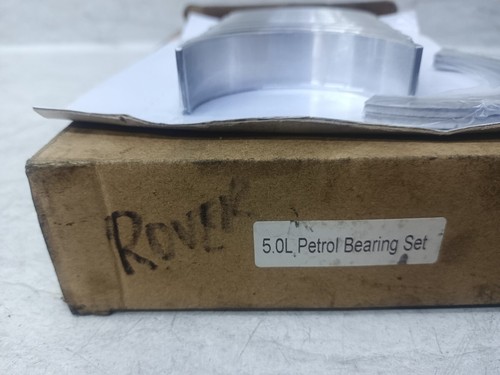 ROVER
5.0L Petrol Bearing Set